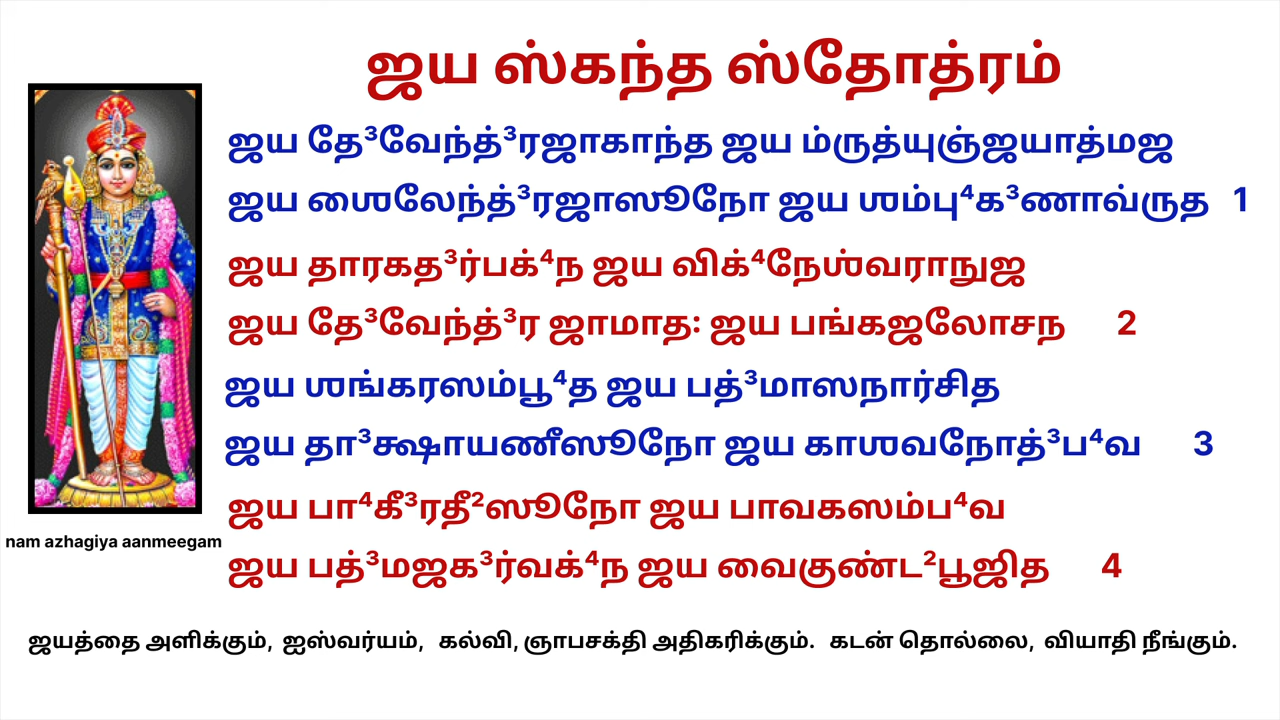 ஜய ஸ்கந்த ஸ்தோத்ரம்
ஜய தே³வேந்த்³ரஜாகாந்த ஜய ம்ருத்யுஞ்ஜயாத்மஜ
ஜய ஶைலேந்த்³ரஜாஸூநோ ஜய ஶம்பு⁴க³ணாவ்ருத 1
ஜய தாரகத³ர்பக்⁴ந ஜய விக்⁴நேஶ்வராநுஜ
ஜய தே³வேந்த்³ர ஜாமாத: ஜய பங்கஜலோசந 2
ஜய ஶங்கரஸம்பூ⁴த ஜய பத்³மாஸநார்சித
ஜய தா³க்ஷாயணீஸூநோ ஜய காஶவநோத்³ப⁴வ 3
ஜய பா⁴கீ³ரதீ²ஸூநோ ஜய பாவகஸம்ப⁴வ
ஜய பத்³மஜக³ர்வக்⁴ந ஜய வைகுண்ட²பூஜித 4
nam azhagiya aanmeegam
ஜயத்தை அளிக்கும், ஐஸ்வர்யம், கல்வி, ஞாபசக்தி அதிகரிக்கும். கடன் தொல்லை, வியாதி நீங்கும்.